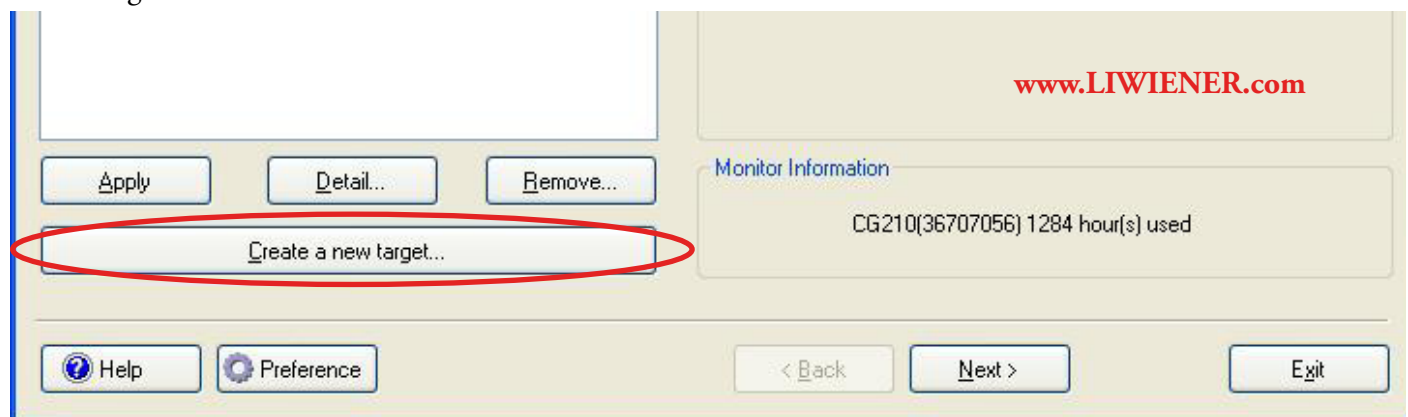 www.LIWIENER.com
Apply
Detail...
Remove...
Monitor Information
CG210(36707056) 1284 hour(s) used
Create a new target...
Help
Preference
< Back
Next >
Exit